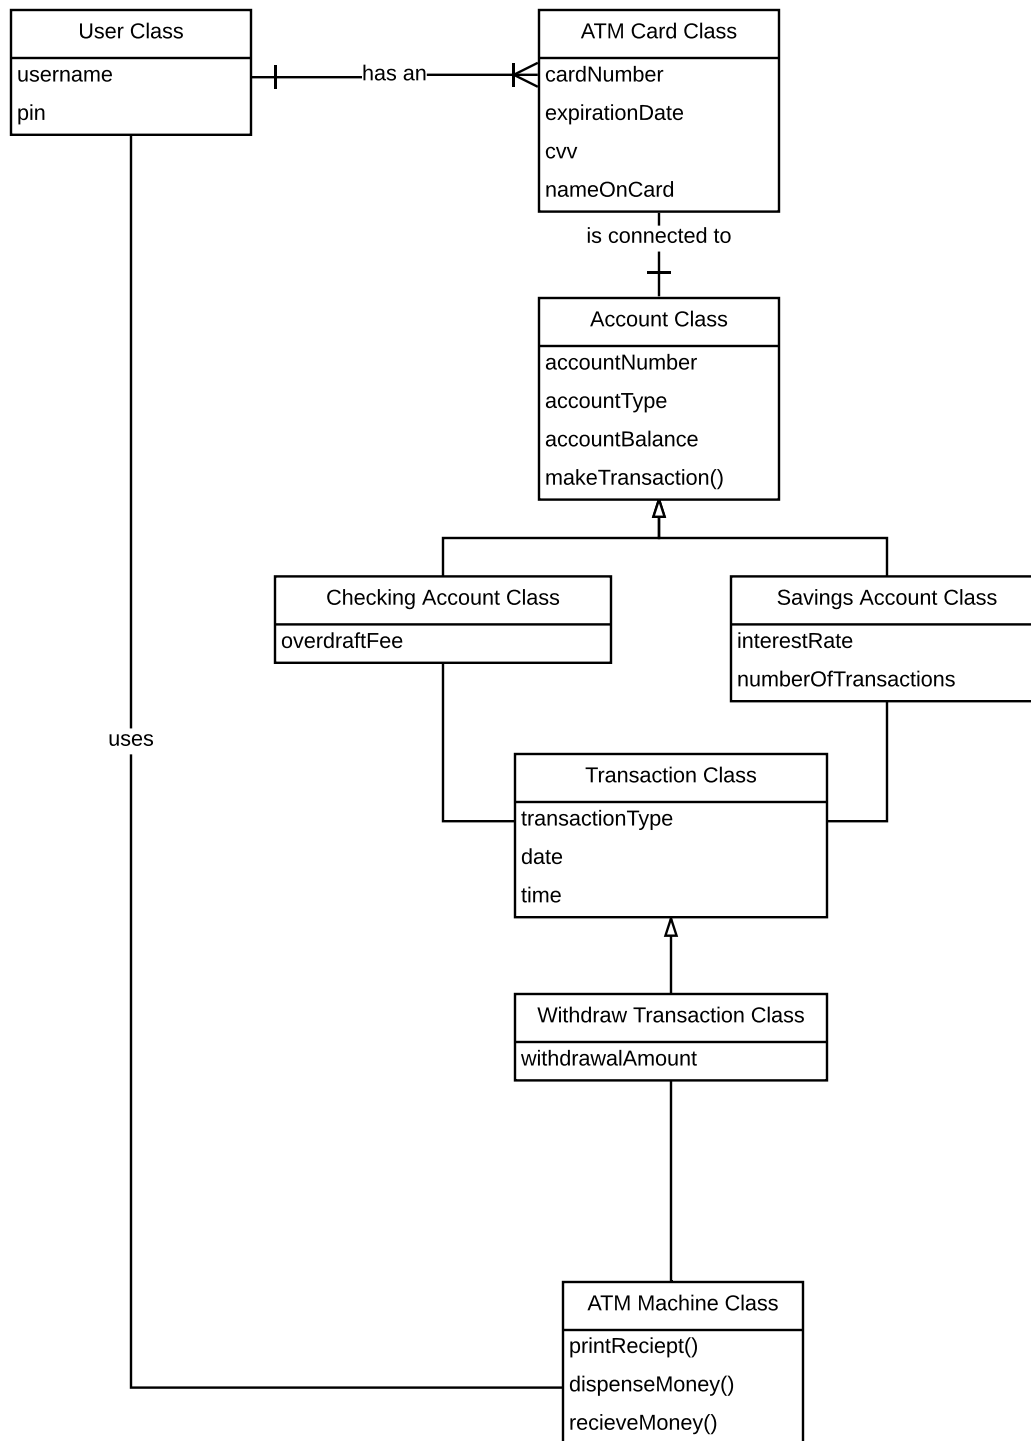 User Class
username
pin
has an
ATM Card Class
cardNumber
expirationDate
cvv
nameOnCard
is connected to
Account Class
accountNumber
accountType
accountBalance
makeTransaction()
Checking Account Class
overdraftFee
Savings Account Class
interestRate
numberOfTransactions
uses
Transaction Class
transactionType
date
time
Withdraw Transaction Class
withdrawalAmount
ATM Machine Class
printReciept()
dispenseMoney()
recieveMoney()